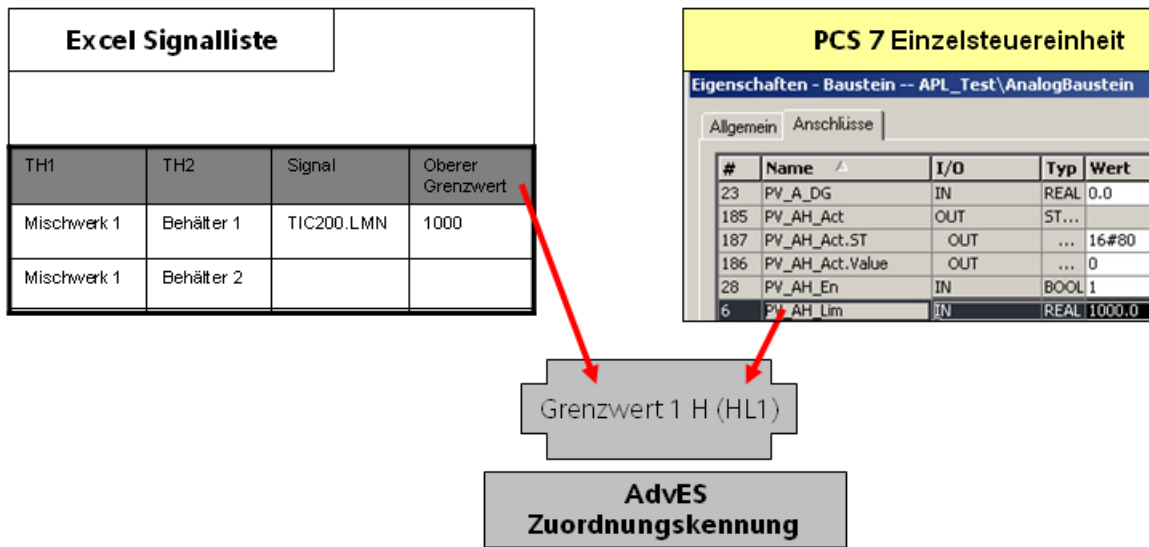 Excel Signalliste
TH1 TH2 Signal Oberer
Grenzwert
Mischwerk 1 Behälter 1 TIC200.LMN 1000
Mischwerk 1 Behälter 2
PCS 7 Einzelsteuereinheit
Eigenschaften - Baustein -- APL_Test\AnalogBaustein
Allgemein Anschlüsse
# Name I/O Typ Wert
23 PV_A_DG IN REAL 0.0
185 PV_AH_Act OUT ST...
187 PV_AH_Act.ST OUT ... 16#80
186 PV_AH_Act.Value OUT ... 0
28 PV_AH_En IN BOOL 1
6 PV_AH_Lim IN REAL 1000.0
Grenzwert 1 H (HL1)
AdvES
Zuordnungskennung